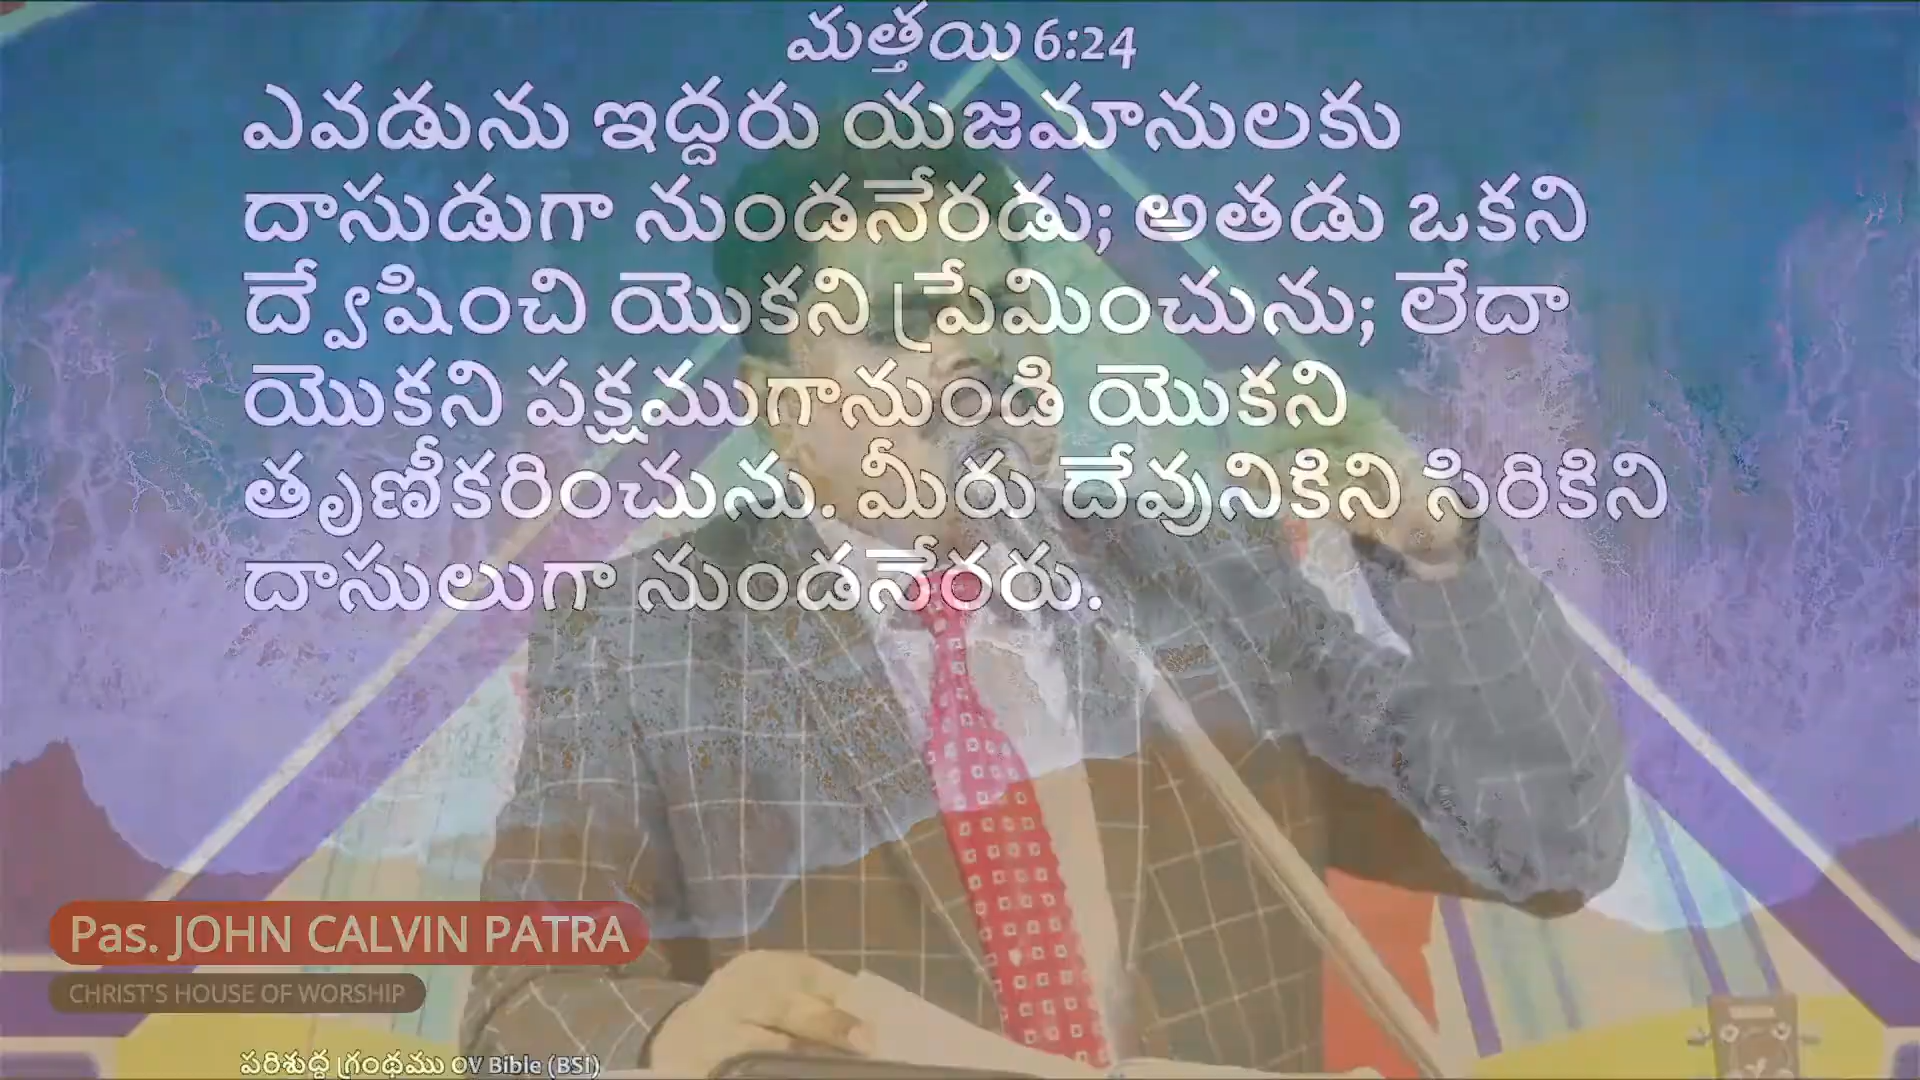 మత్తయి 6:24
ఎవడును ఇద్దరు యజమానులకు
దాసుడుగా నుండనేరడు; అతడు ఒకని
ద్వేషించి యొకని ప్రేమించును; లేదా
యొకని పక్షముగానుండి యొకని
తృణీకరించును. మీరు దేవునికిని సిరికిని
దాసులుగా నుండనేరరు.
Pas. JOHN CALVIN PATRA
CHRIST'S HOUSE OF WORSHIP
పరిశుద్ధ గ్రంథము OV Bible (BSI)